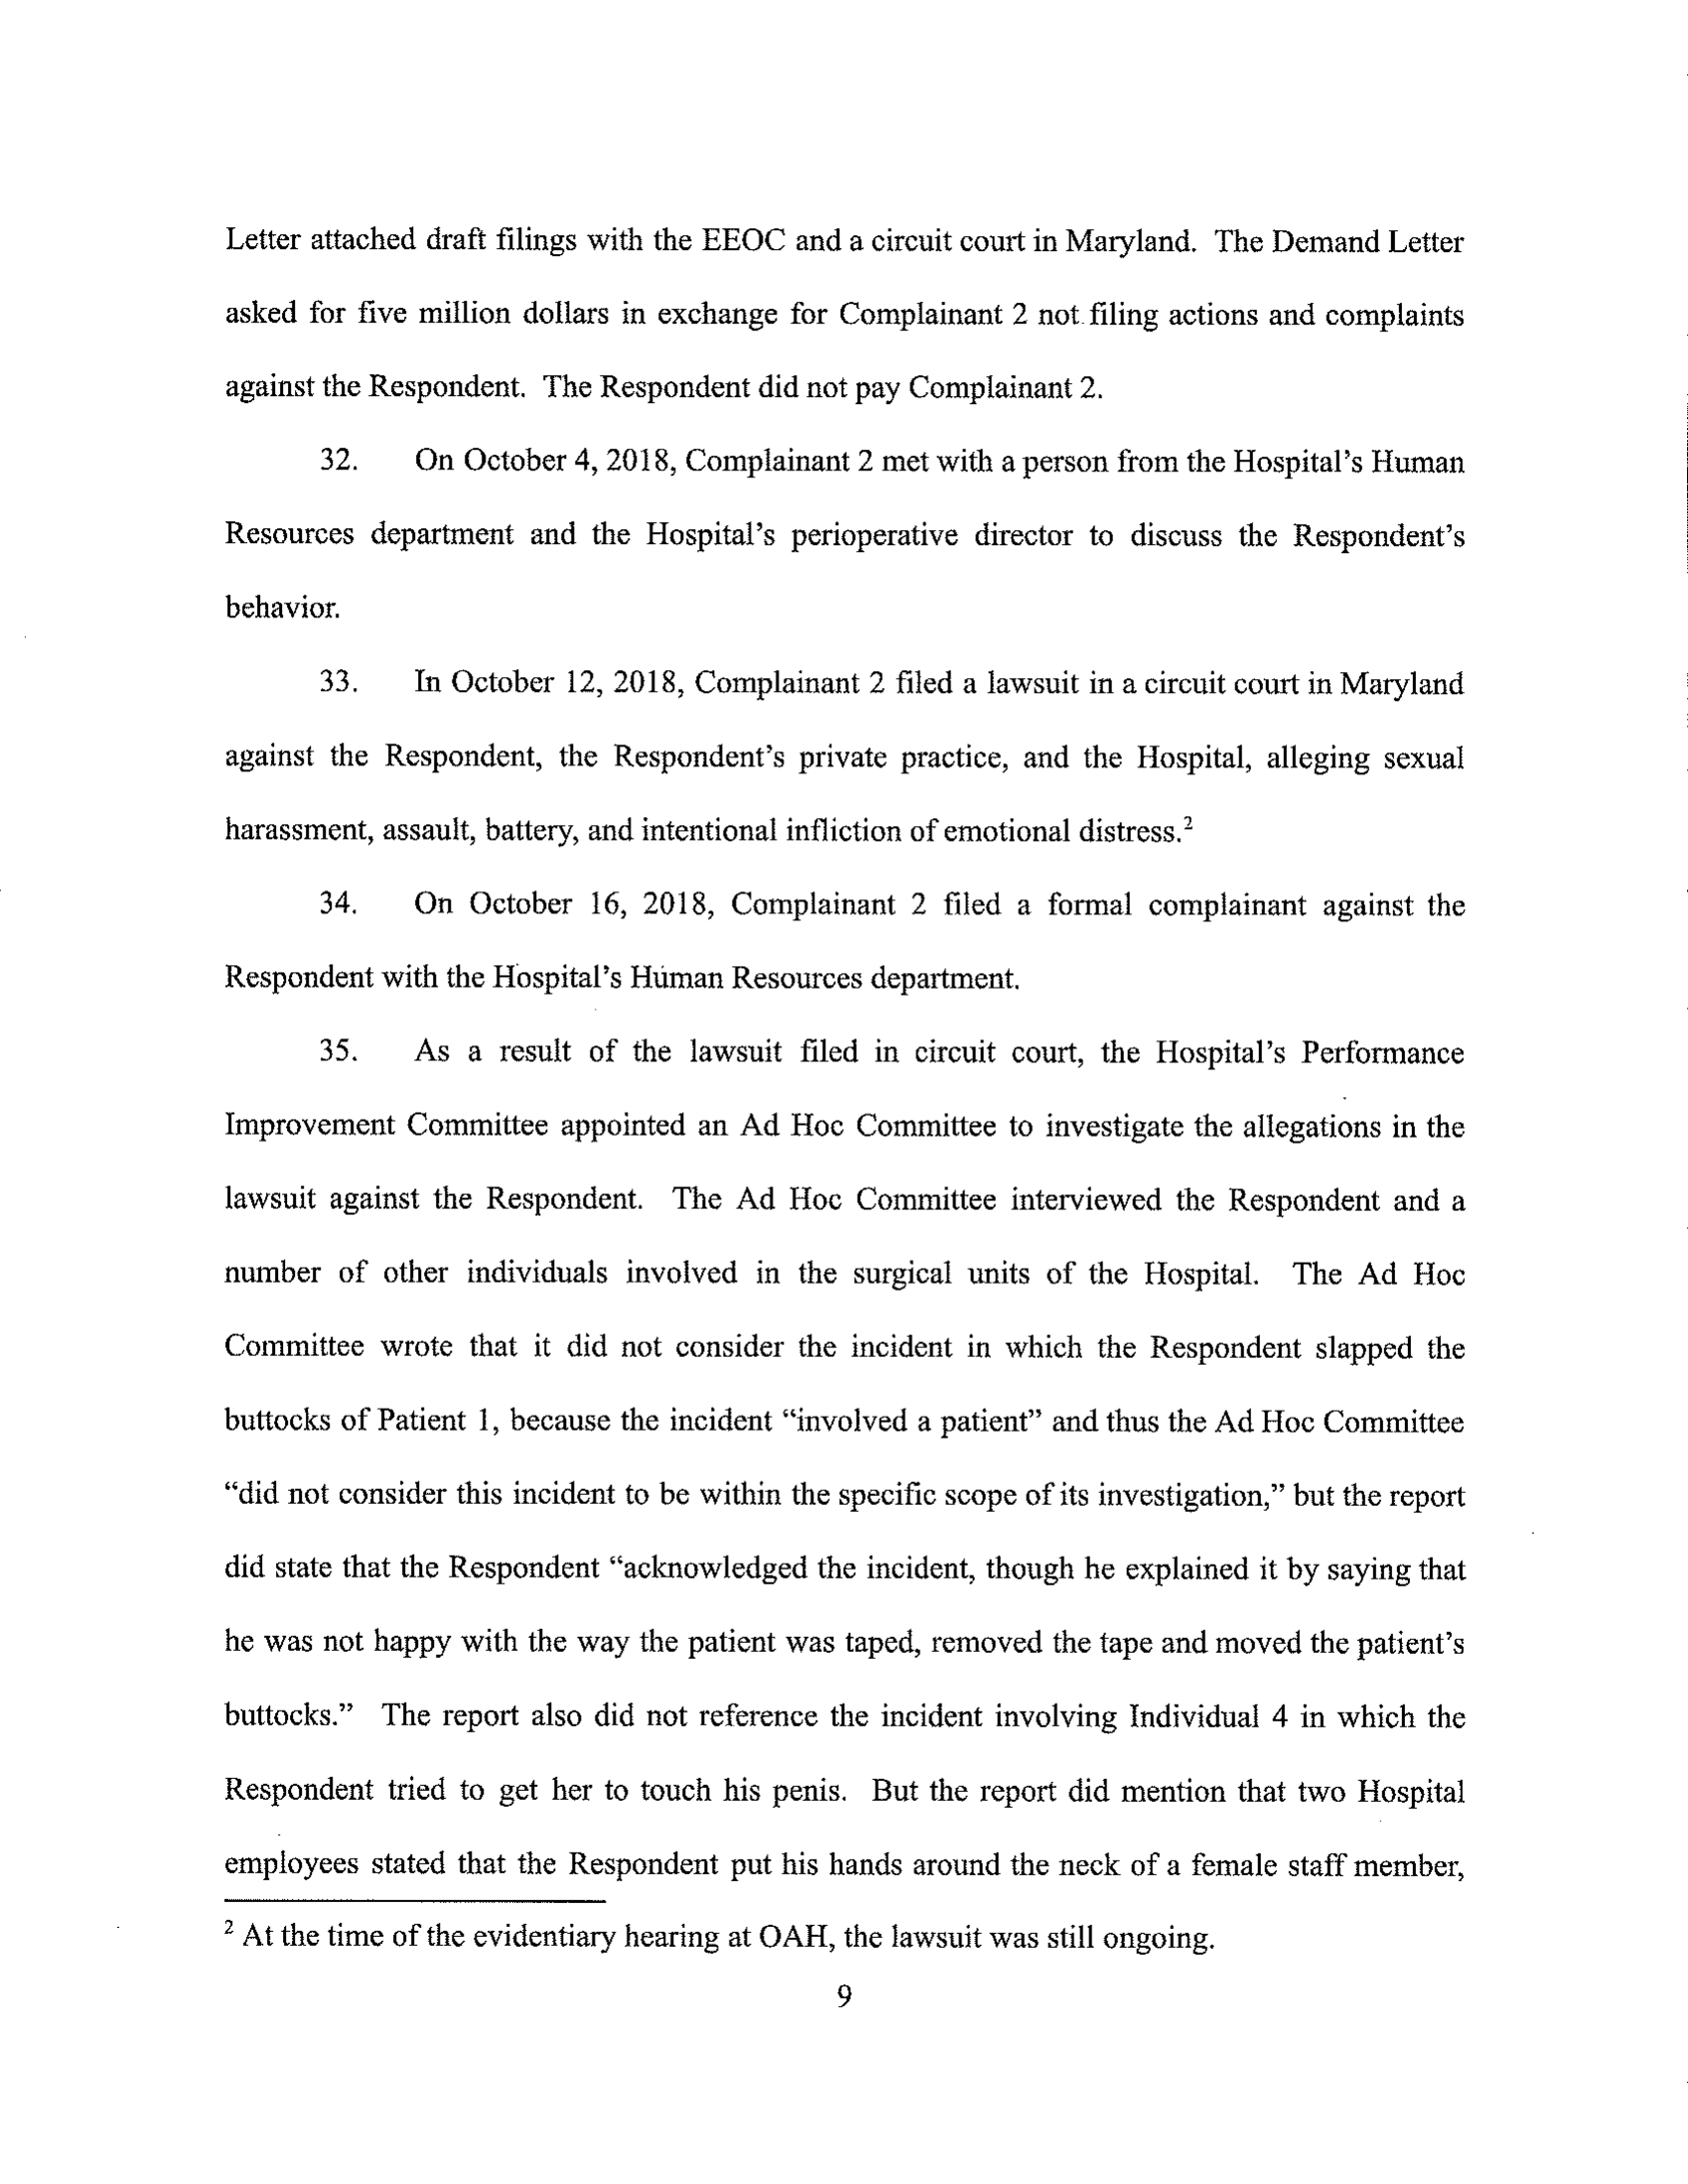 Letter attached draft filings with the EEOC and a circuit court in Maryland. The Demand Letter
asked for five million dollars in exchange for Complainant 2 not filing actions and complaints
against the Respondent. The Respondent did not pay Complainant 2.
32. On October 4, 2018, Complainant 2 met with a person from the Hospital's Human
Resources department and the Hospital's perioperative director to discuss the Respondent's
behavior.
33. In October 12, 2018, Complainant 2 filed a lawsuit in a circuit court in Maryland
against the Respondent, the Respondent's private practice, and the Hospital, alleging sexual
harassment, assault, battery, and intentional infliction of emotional distress.²
34. On October 16, 2018, Complainant 2 filed a formal complainant against the
Respondent with the Hospital's Human Resources department.
35. As a result of the lawsuit filed in circuit court, the Hospital's Performance
Improvement Committee appointed an Ad Hoc Committee to investigate the allegations in the
lawsuit against the Respondent. The Ad Hoc Committee interviewed the Respondent and a
number of other individuals involved in the surgical units of the Hospital. The Ad Hoc
Committee wrote that it did not consider the incident in which the Respondent slapped the
buttocks of Patient 1, because the incident “involved a patient” and thus the Ad Hoc Committee
“did not consider this incident to be within the specific scope of its investigation,” but the report
did state that the Respondent “acknowledged the incident, though he explained it by saying that
he was not happy with the way the patient was taped, removed the tape and moved the patient's
buttocks.” The report also did not reference the incident involving Individual 4 in which the
Respondent tried to get her to touch his penis. But the report did mention that two Hospital
employees stated that the Respondent put his hands around the neck of a female staff member,
² At the time of the evidentiary hearing at OAH, the lawsuit was still ongoing.
9